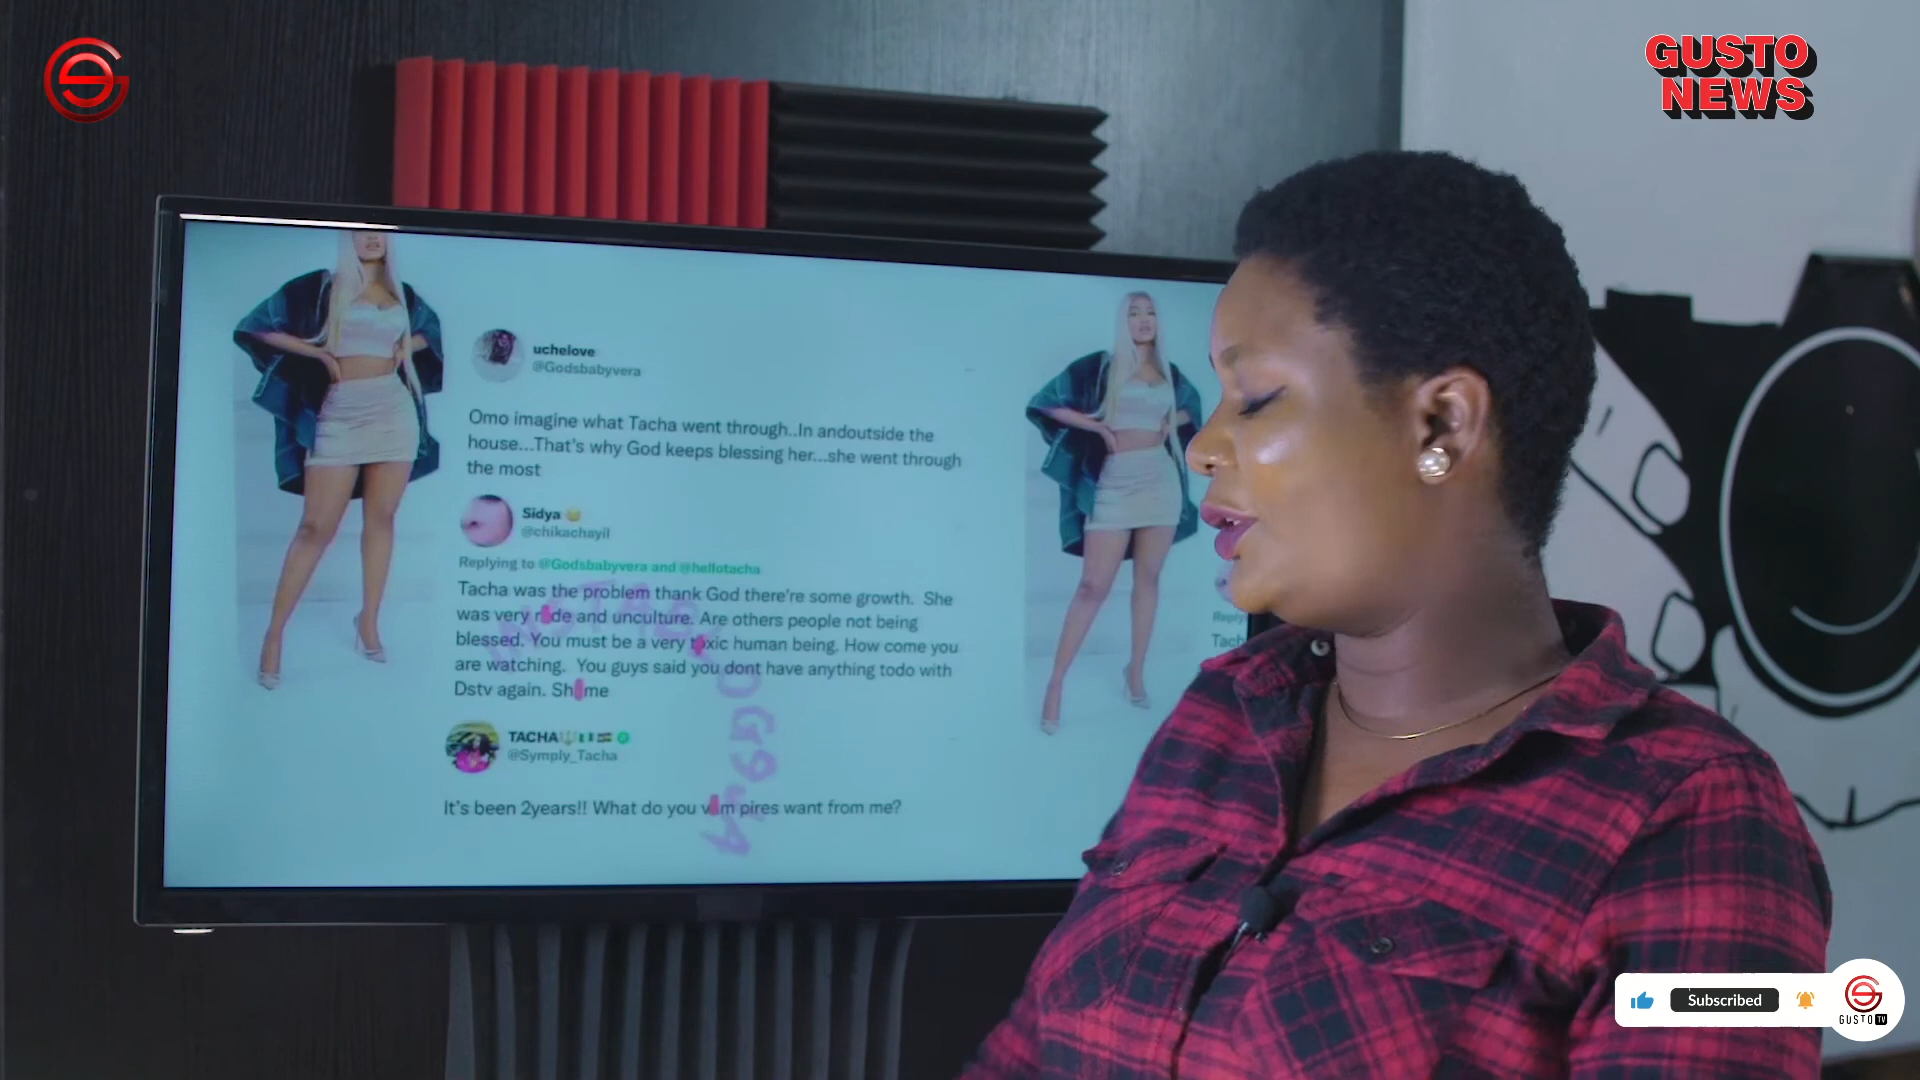 GUSTO
NEWS
uchelove
@Godsbabyvera
Omo imagine what Tacha went through..In andoutside the
house...That's why God keeps blessing her...she went through
the most
Sidya
@chikachayil
Replying to @Godsbabyvera and @hellotacha
Tacha was the problem thank God there're some growth. She
was very r de and unculture. Are others people not being
blessed. You must be a very t xic human being. How come you
are watching. You guys said you dont have anything todo with
Dstv again. Sh me
TACHA
@Symply_Tacha
It's been 2years!! What do you v m pires want from me?
Reply
Tach
Subscribed
GUSTO TV